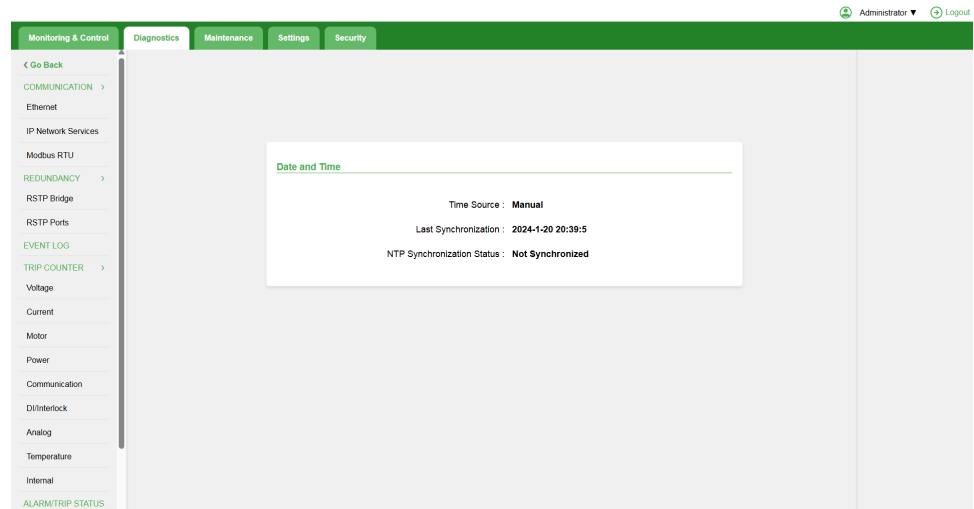 Administrator ▼ Logout
Monitoring & Control Diagnostics Maintenance Settings Security
Go Back
COMMUNICATION
Ethernet
IP Network Services
Modbus RTU
REDUNDANCY
RSTP Bridge
RSTP Ports
EVENT LOG
TRIP COUNTER
Voltage
Current
Motor
Power
Communication
DI/Interlock
Analog
Temperature
Internal
ALARM/TRIP STATUS
Date and Time
Time Source : Manual
Last Synchronization : 2024-1-20 20:39:5
NTP Synchronization Status : Not Synchronized